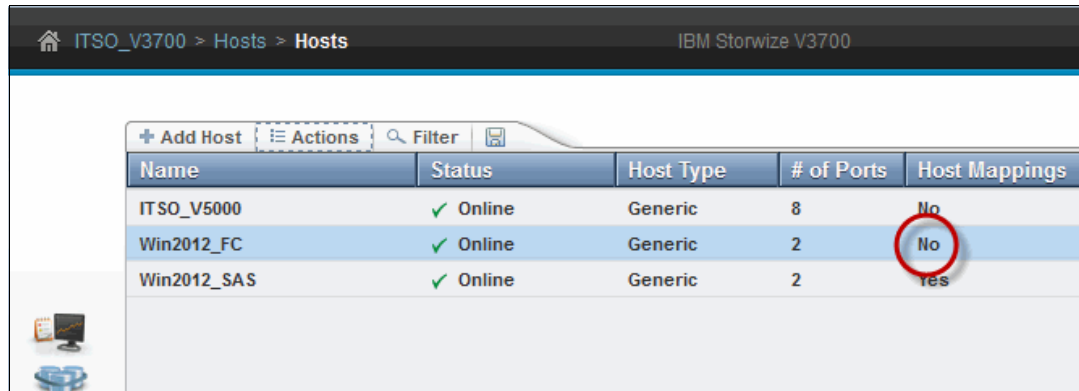 ITSO_V3700 > Hosts > Hosts IBM Storwize V3700
Add Host Actions Filter
Name Status Host Type # of Ports Host Mappings
ITSO_V5000 Online Generic 8 No
Win2012_FC Online Generic 2 No
Win2012_SAS Online Generic 2 Yes